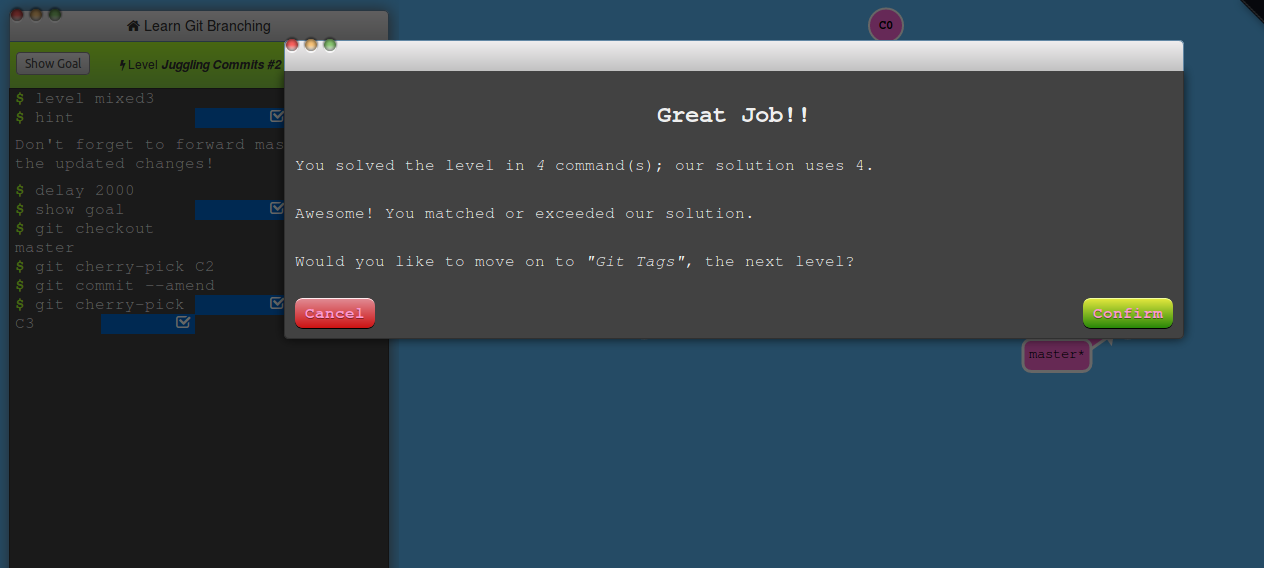 Learn Git Branching
C0
Show Goal
Level Juggling Commits #2
$ level mixed3
$ hint
Don't forget to forward mas
the updated changes!
$ delay 2000
$ show goal
$ git checkout
master
$ git cherry-pick C2
$ git commit --amend
$ git cherry-pick
C3
Great Job!!
You solved the level in 4 command(s); our solution uses 4.
Awesome! You matched or exceeded our solution.
Would you like to move on to "Git Tags", the next level?
Cancel
Confirm
master*